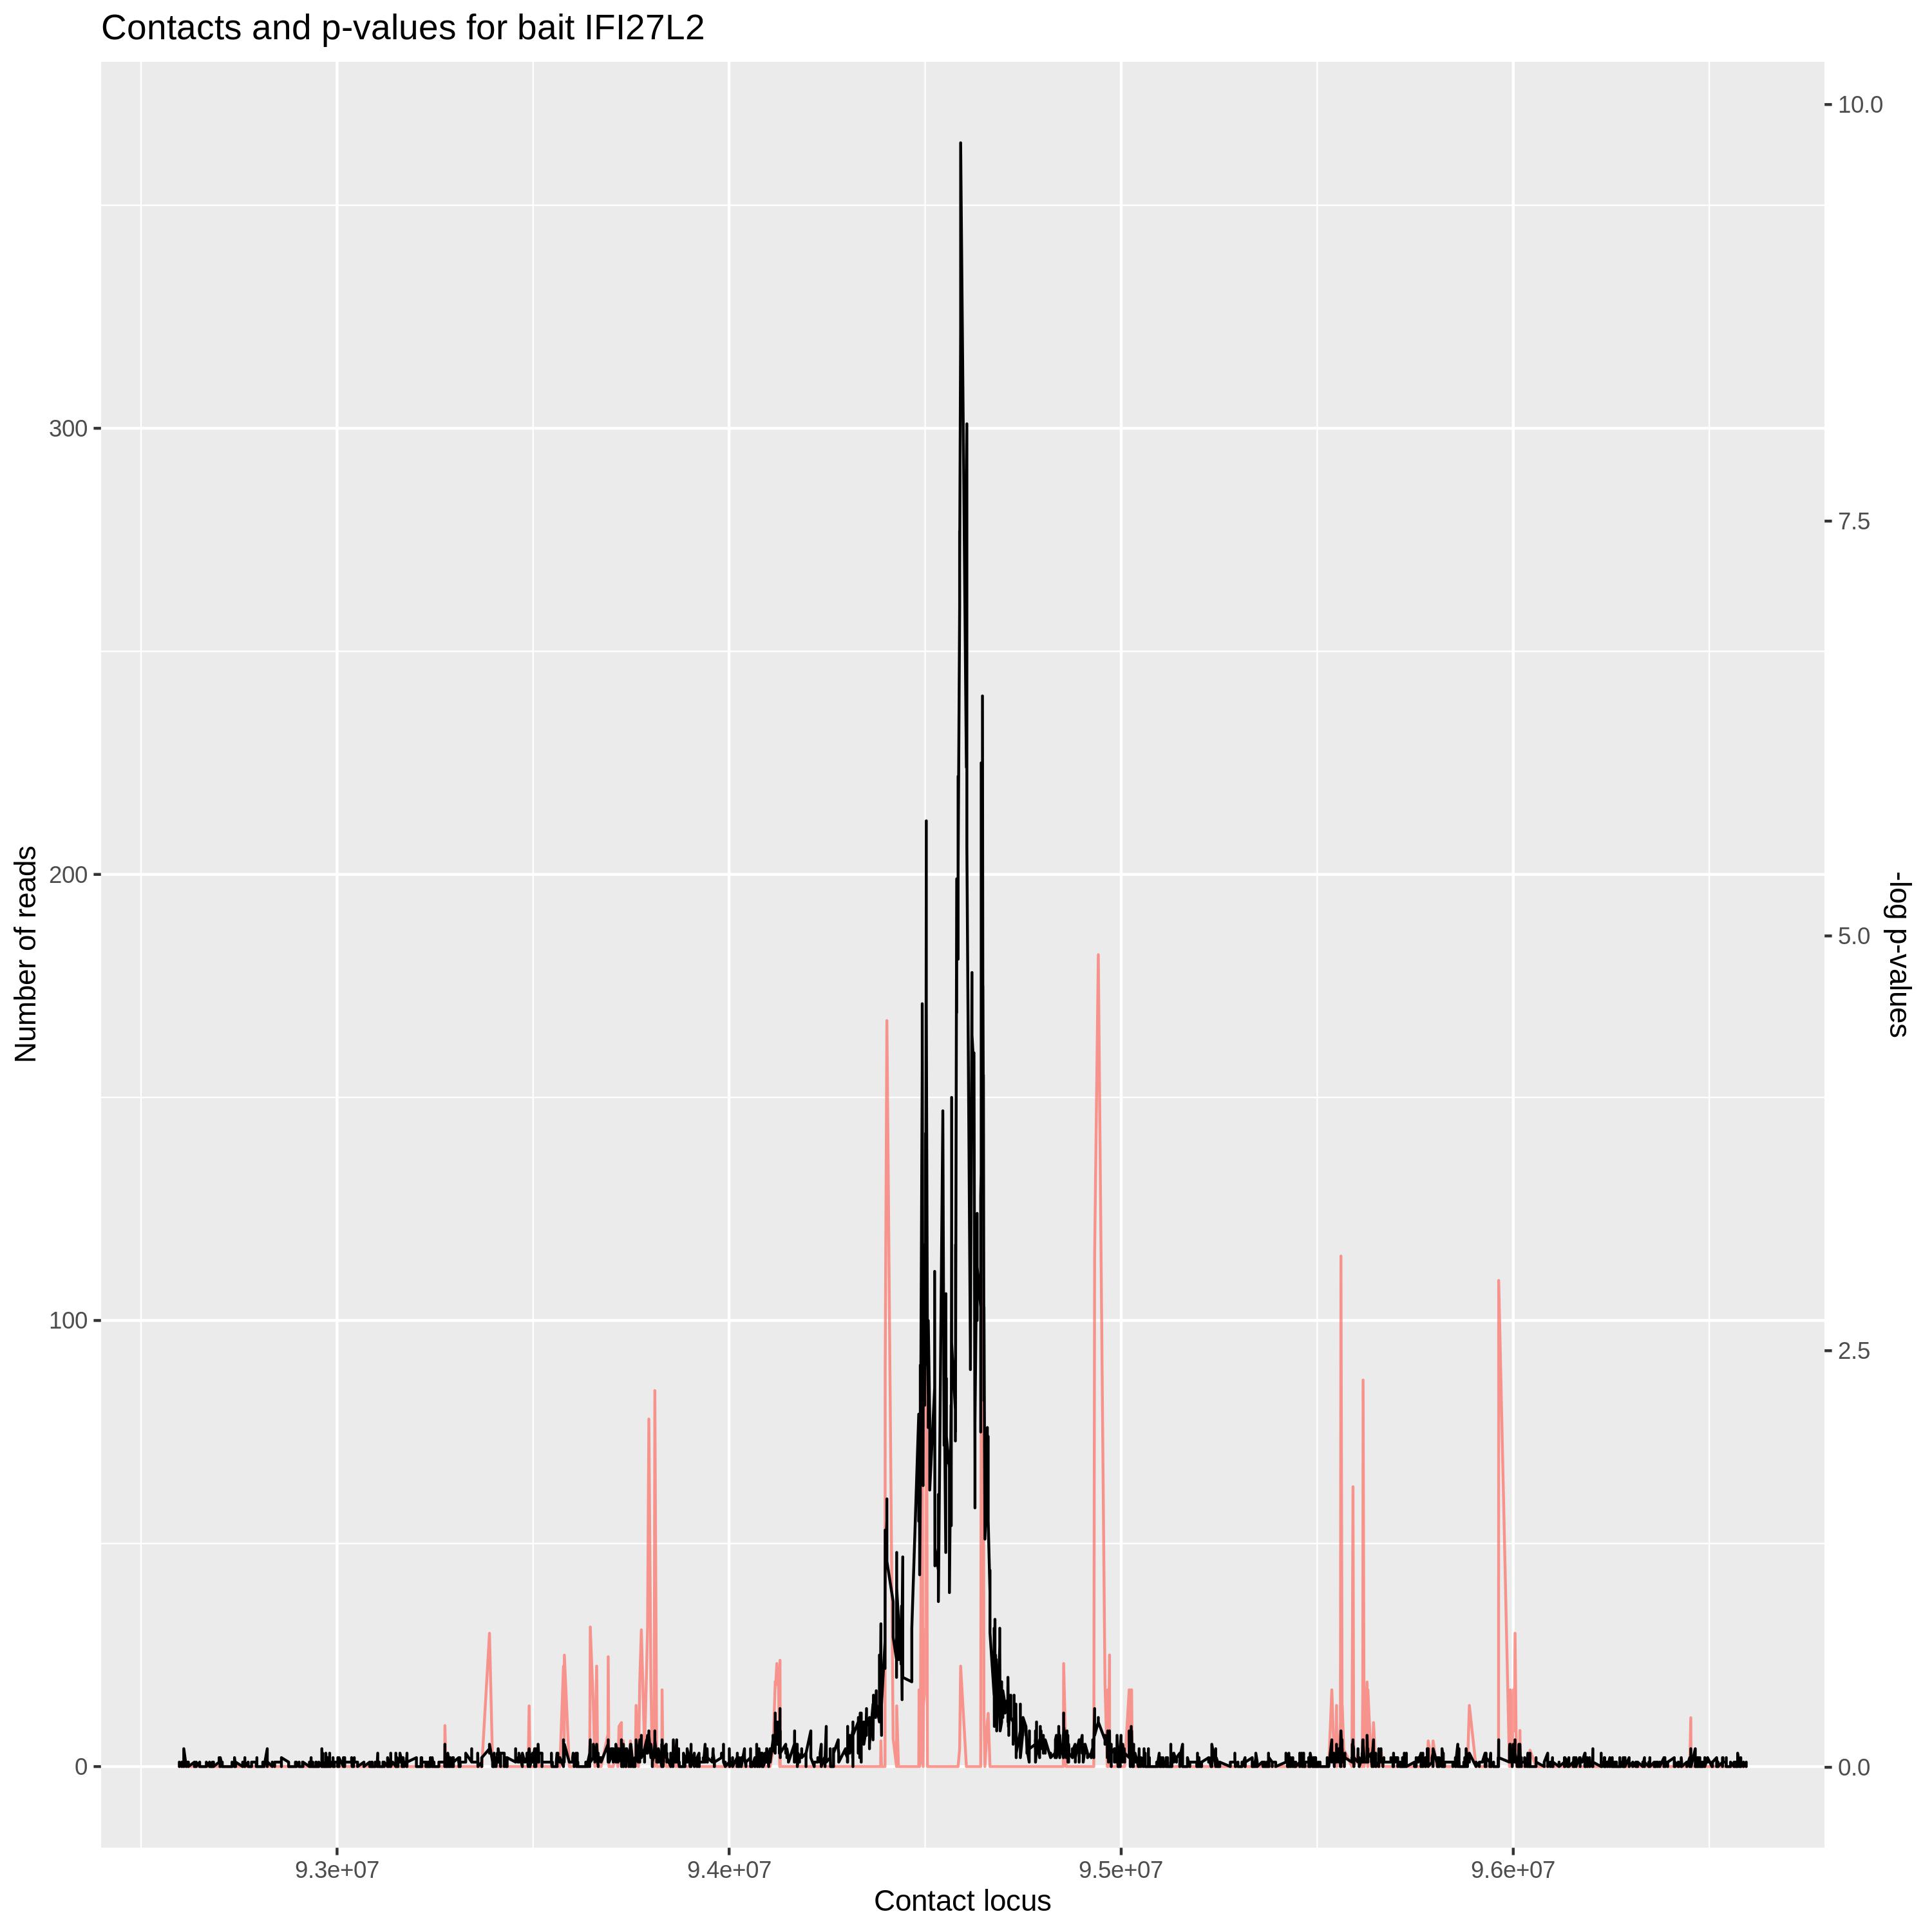 Contacts and p-values for bait IFI27L2
10.0
7.5
5.0
2.5
0.0
300
200
100
0
Number of reads
-log p-values
9.3e+07
9.4e+07
9.5e+07
9.6e+07
Contact locus